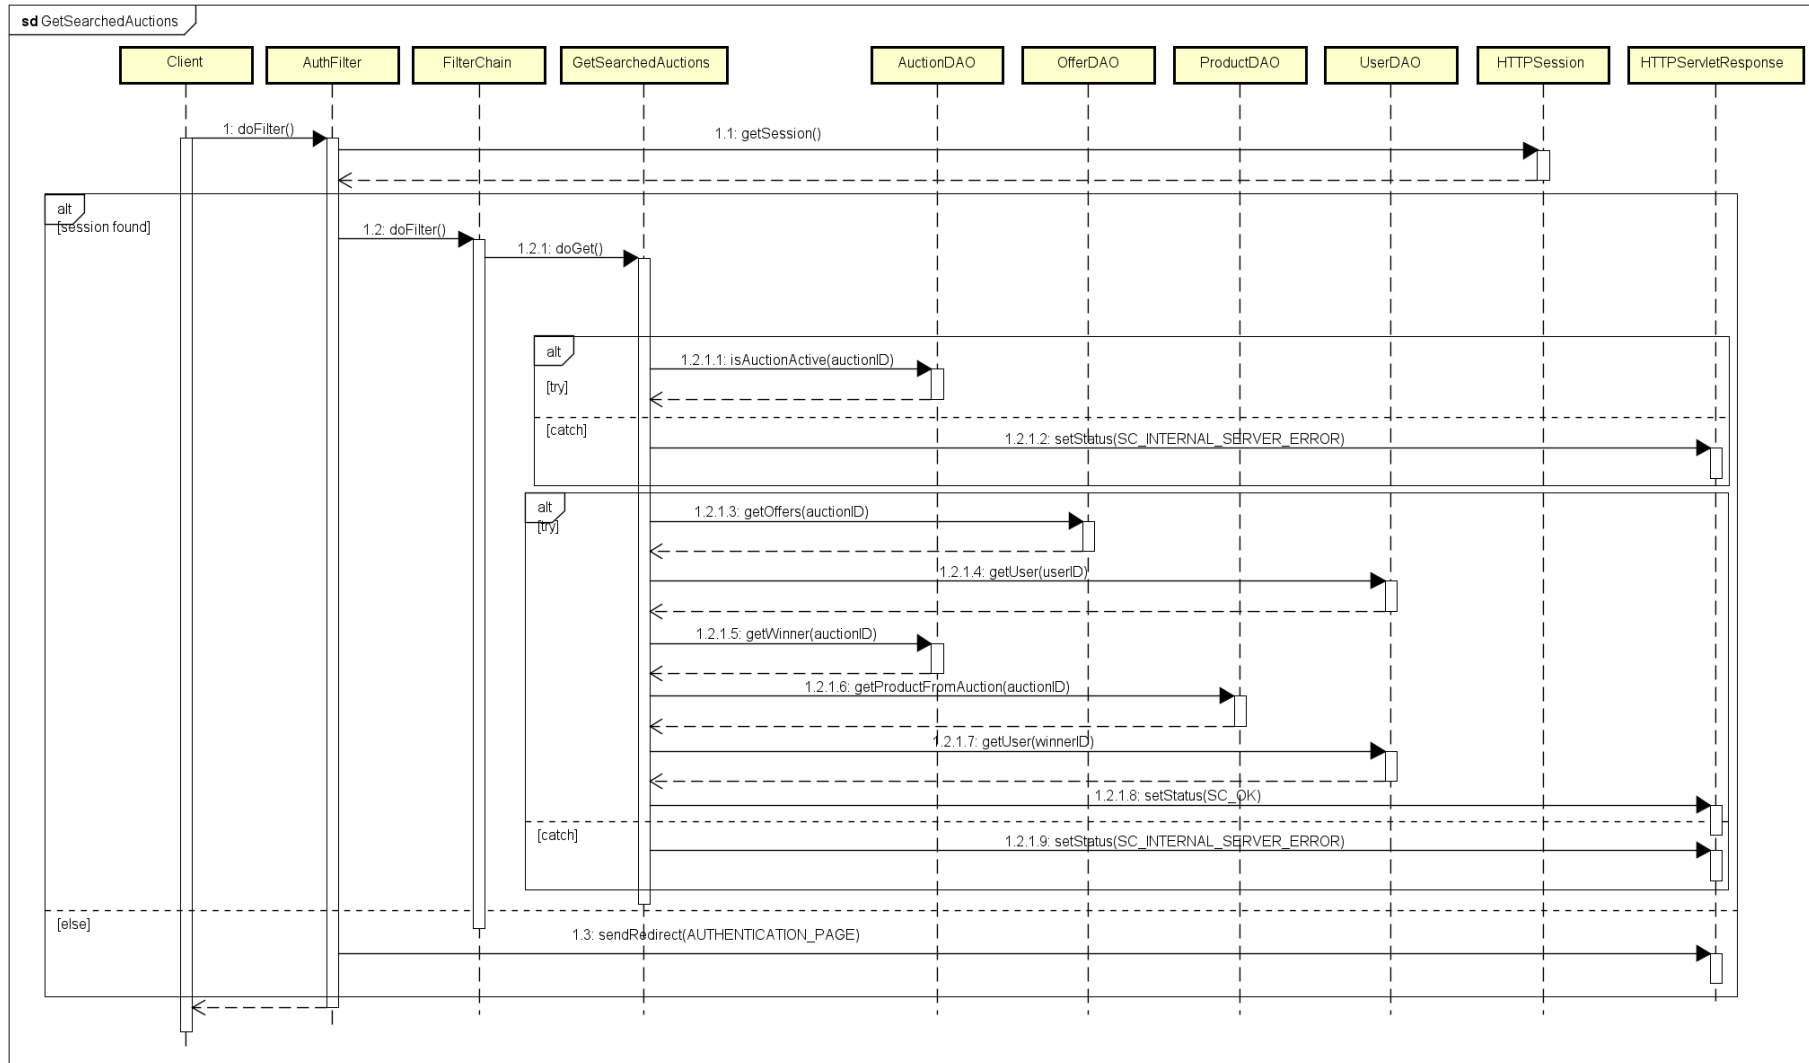 sd GetSearchedAuctions
Client
AuthFilter
FilterChain
GetSearchedAuctions
AuctionDAO
OfferDAO
ProductDAO
UserDAO
HTTPSession
HTTPServletResponse
1: doFilter()
1.1: getSession()
alt
[session found]
1.2: doFilter()
1.2.1: doGet()
alt
1.2.1.1: isAuctionActive(auctionID)
[try]
[catch]
1.2.1.2: setStatus(SC_INTERNAL_SERVER_ERROR)
alt
1.2.1.3: getOffers(auctionID)
[try]
1.2.1.4: getUser(userID)
1.2.1.5: getWinner(auctionID)
1.2.1.6: getProductFromAuction(auctionID)
1.2.1.7: getUser(winnerID)
1.2.1.8: setStatus(SC_OK)
[catch]
1.2.1.9: setStatus(SC_INTERNAL_SERVER_ERROR)
[else]
1.3: sendRedirect(AUTHENTICATION_PAGE)